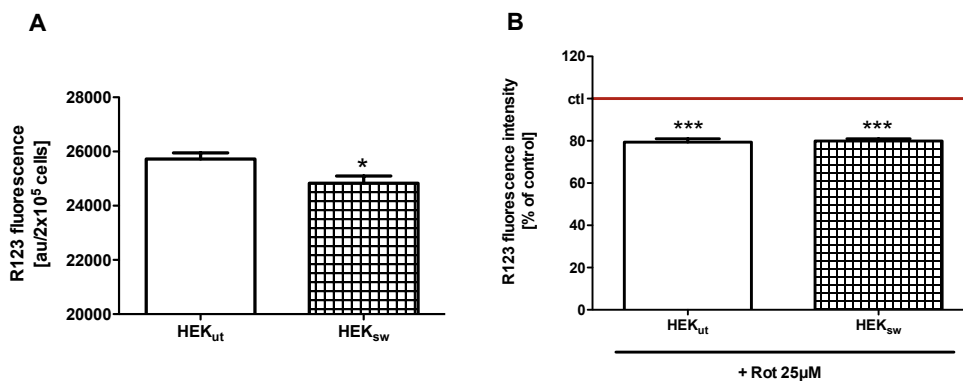 A
R123 fluorescence
[au/2x10⁵ cells]
28000
26000
24000
22000
20000
*
HEKut
HEKsw
B
R123 fluorescence intensity
[% of control]
120
ctl
80
60
40
20
0
***
***
HEKut
HEKsw
+ Rot 25µM